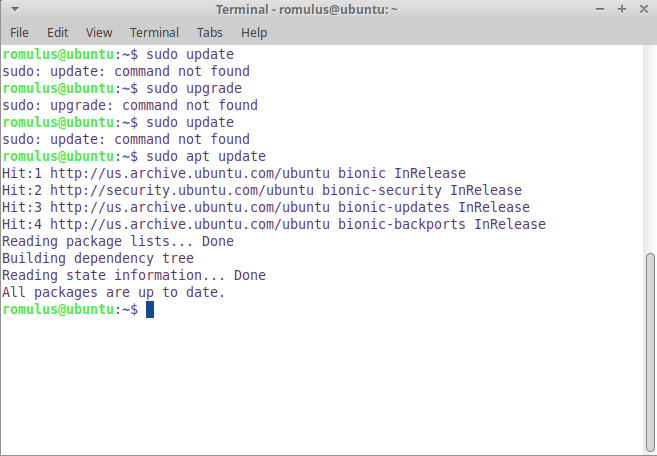 Terminal - romulus@ubuntu: ~
File Edit View Terminal Tabs Help
romulus@ubuntu:~$ sudo update
sudo: update: command not found
romulus@ubuntu:~$ sudo upgrade
sudo: upgrade: command not found
romulus@ubuntu:~$ sudo update
sudo: update: command not found
romulus@ubuntu:~$ sudo apt update
Hit:1 http://us.archive.ubuntu.com/ubuntu bionic InRelease
Hit:2 http://security.ubuntu.com/ubuntu bionic-security InRelease
Hit:3 http://us.archive.ubuntu.com/ubuntu bionic-updates InRelease
Hit:4 http://us.archive.ubuntu.com/ubuntu bionic-backports InRelease
Reading package lists... Done
Building dependency tree
Reading state information... Done
All packages are up to date.
romulus@ubuntu:~$